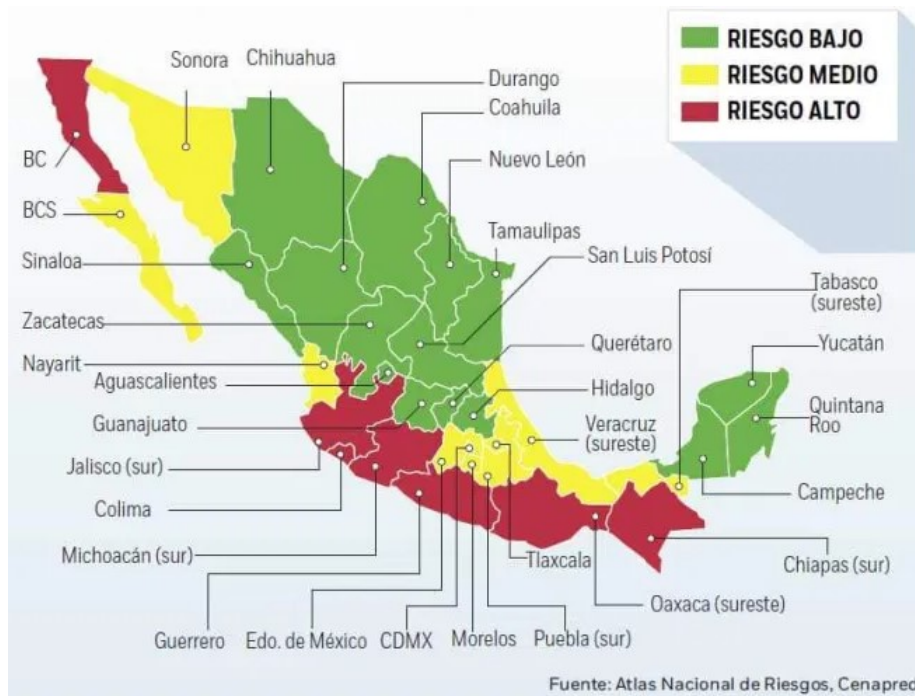 RIESGO BAJO
RIESGO MEDIO
RIESGO ALTO
Sonora
Chihuahua
Durango
Coahuila
BC
Nuevo León
BCS
Tamaulipas
San Luis Potosí
Sinaloa
Tabasco
(sureste)
Zacatecas
Querétaro
Yucatán
Nayarit
Aguascalientes
Hidalgo
Quintana
Roo
Guanajuato
Veracruz
(sureste)
Jalisco (sur)
Campeche
Colima
Michoacán (sur)
Tlaxcala
Chiapas (sur)
Oaxaca (sureste)
Guerrero
Edo. de México
CDMX
Morelos
Puebla (sur)
Fuente: Atlas Nacional de Riesgos, Cenapred